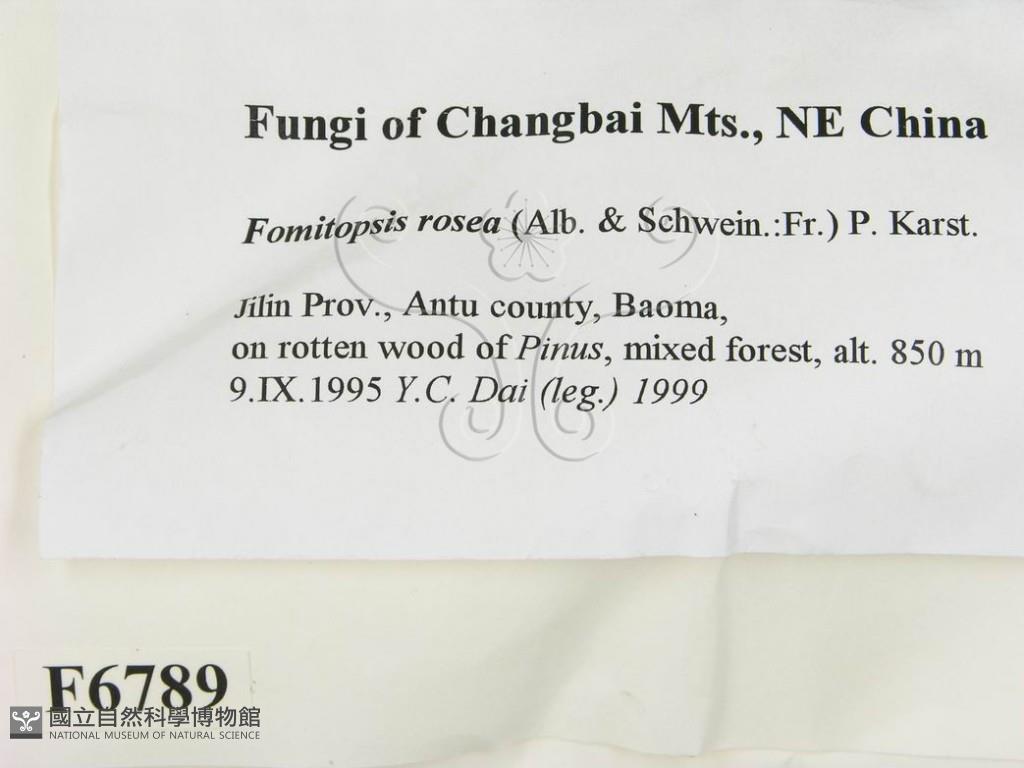 Fungi of Changbai Mts., NE China
Fomitopsis rosea (Alb. & Schwein.:Fr.) P. Karst.
Jilin Prov., Antu county, Baoma,
on rotten wood of Pinus, mixed forest, alt. 850 m
9.IX.1995 Y.C. Dai (leg.) 1999
F6789
國立自然科學博物館
NATIONAL MUSEUM OF NATURAL SCIENCE